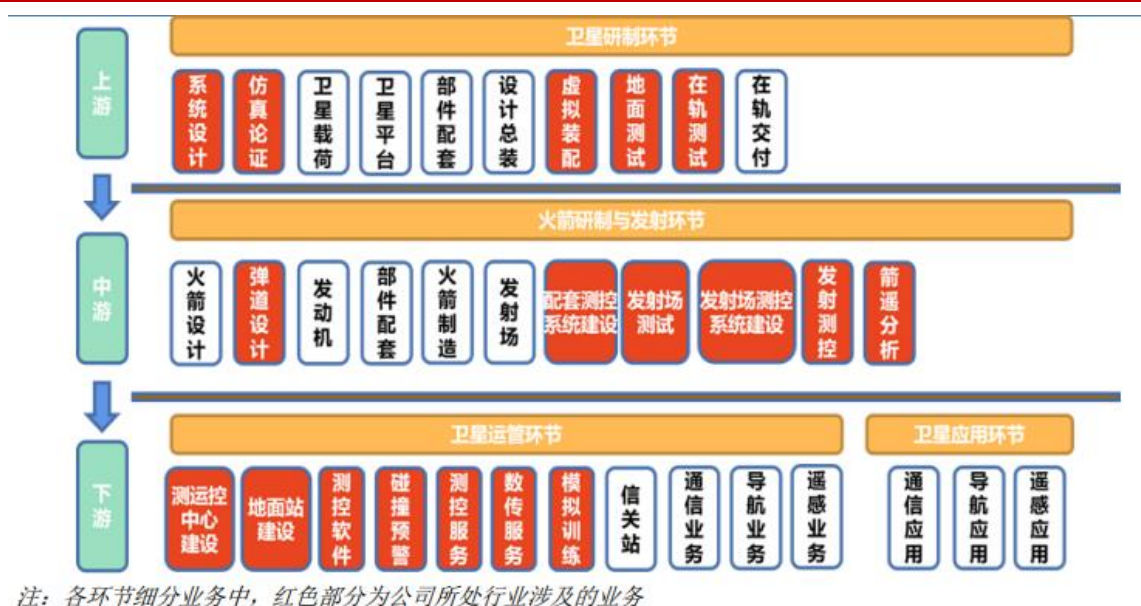 上游
卫星研制环节
系统设计
仿真论证
卫星载荷
卫星平台
部件配套
设计总装
虚拟装配
地面测试
在轨测试
在轨交付
中游
火箭研制与发射环节
火箭设计
弹道设计
发动机
部件配套
火箭制造
发射场
配套测控
系统建设
发射场
测试
发射场测控
系统建设
发射测控
箭遥分析
下游
卫星运管环节
测运控
中心
建设
地面站
建设
测控软件
碰撞预警
测控服务
数传服务
模拟训练
信关站
通信业务
导航业务
遥感业务
卫星应用环节
通信应用
导航应用
遥感应用
注：各环节细分业务中，红色部分为公司所处行业涉及的业务